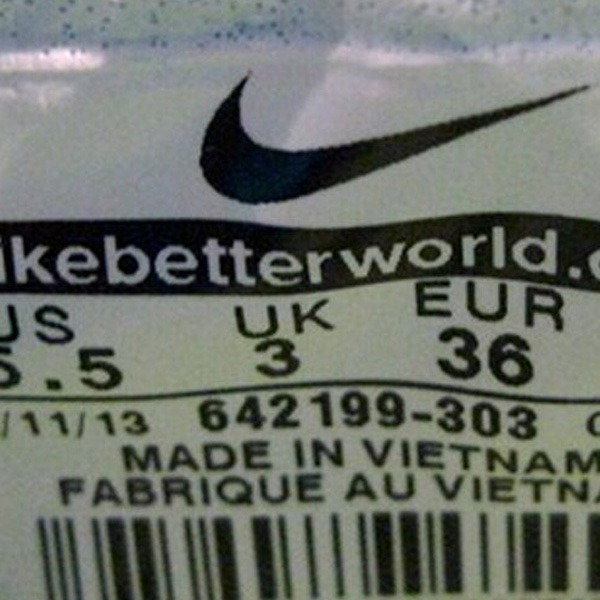 ikebetterworld.
US UK EUR
5.5 3 36
/11/13 642199-303
MADE IN VIETNAM
FABRIQUE AU VIETNA